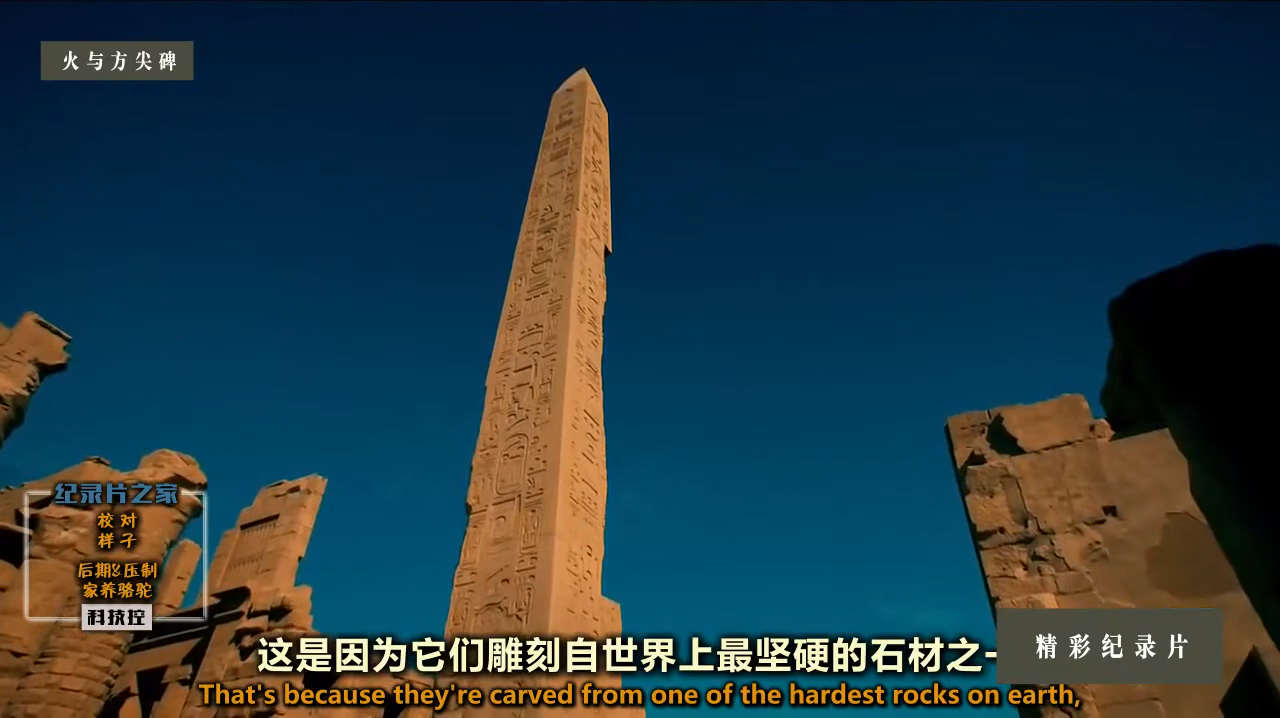 火与方尖碑
纪录片之家
校对
样子
后期&压制
家养骆驼
科技控
精彩纪录片
这是因为它们雕刻自世界上最坚硬的石材之
That's because they're carved from one of the hardest rocks on earth,